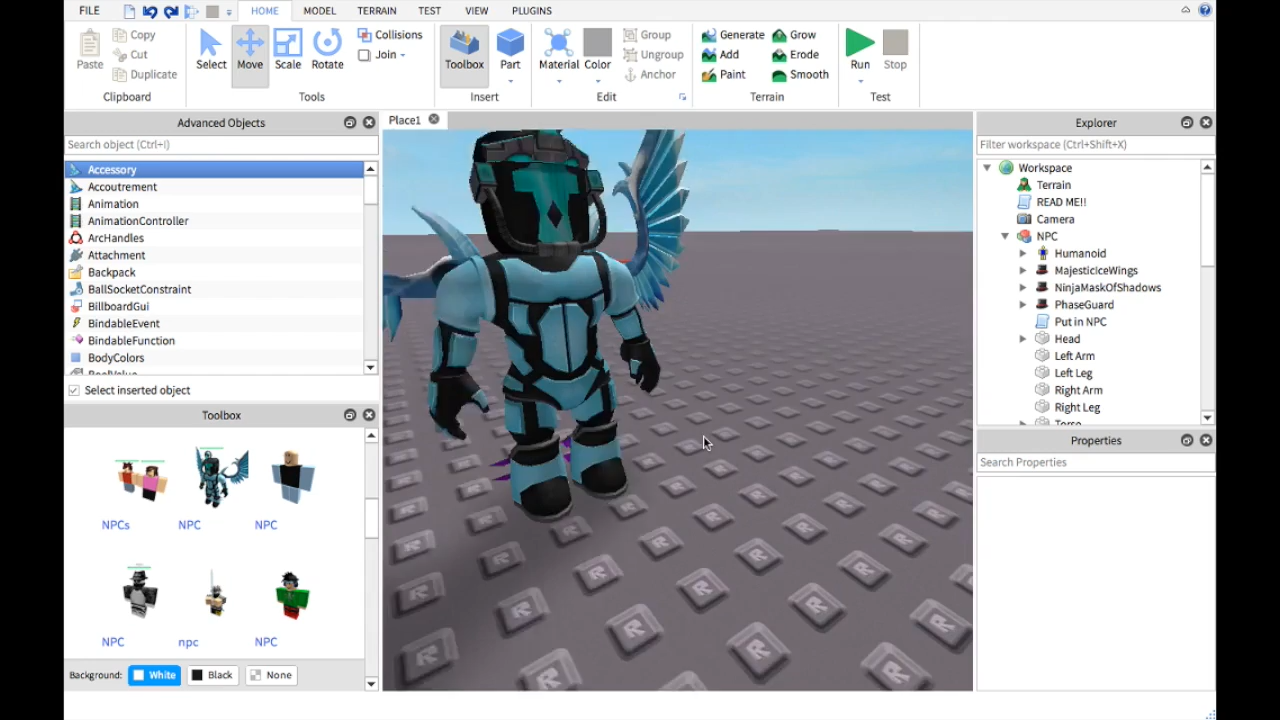 FILE HOME MODEL TERRAIN TEST VIEW PLUGINS
Copy
Cut
Duplicate
Paste
Clipboard
Select Move Scale Rotate
Collisions
Join
Tools
Toolbox Part
Insert
Material Color
Group
Ungroup
Anchor
Edit
Generate Grow
Add Erode
Paint Smooth
Terrain
Run Stop
Test
Advanced Objects
Search object (Ctrl+I)
Accessory
Accoutrement
Animation
AnimationController
ArcHandles
Attachment
Backpack
BallSocketConstraint
BillboardGui
BindableEvent
BindableFunction
BodyColors
Select inserted object
Toolbox
NPCs NPC NPC
NPC npc NPC
Background: White Black None
Place1
Explorer
Filter workspace (Ctrl+Shift+X)
Workspace
Terrain
READ ME!!
Camera
NPC
Humanoid
MajesticIceWings
NinjaMaskOfShadows
PhaseGuard
Put in NPC
Head
Left Arm
Left Leg
Right Arm
Right Leg
Properties
Search Properties